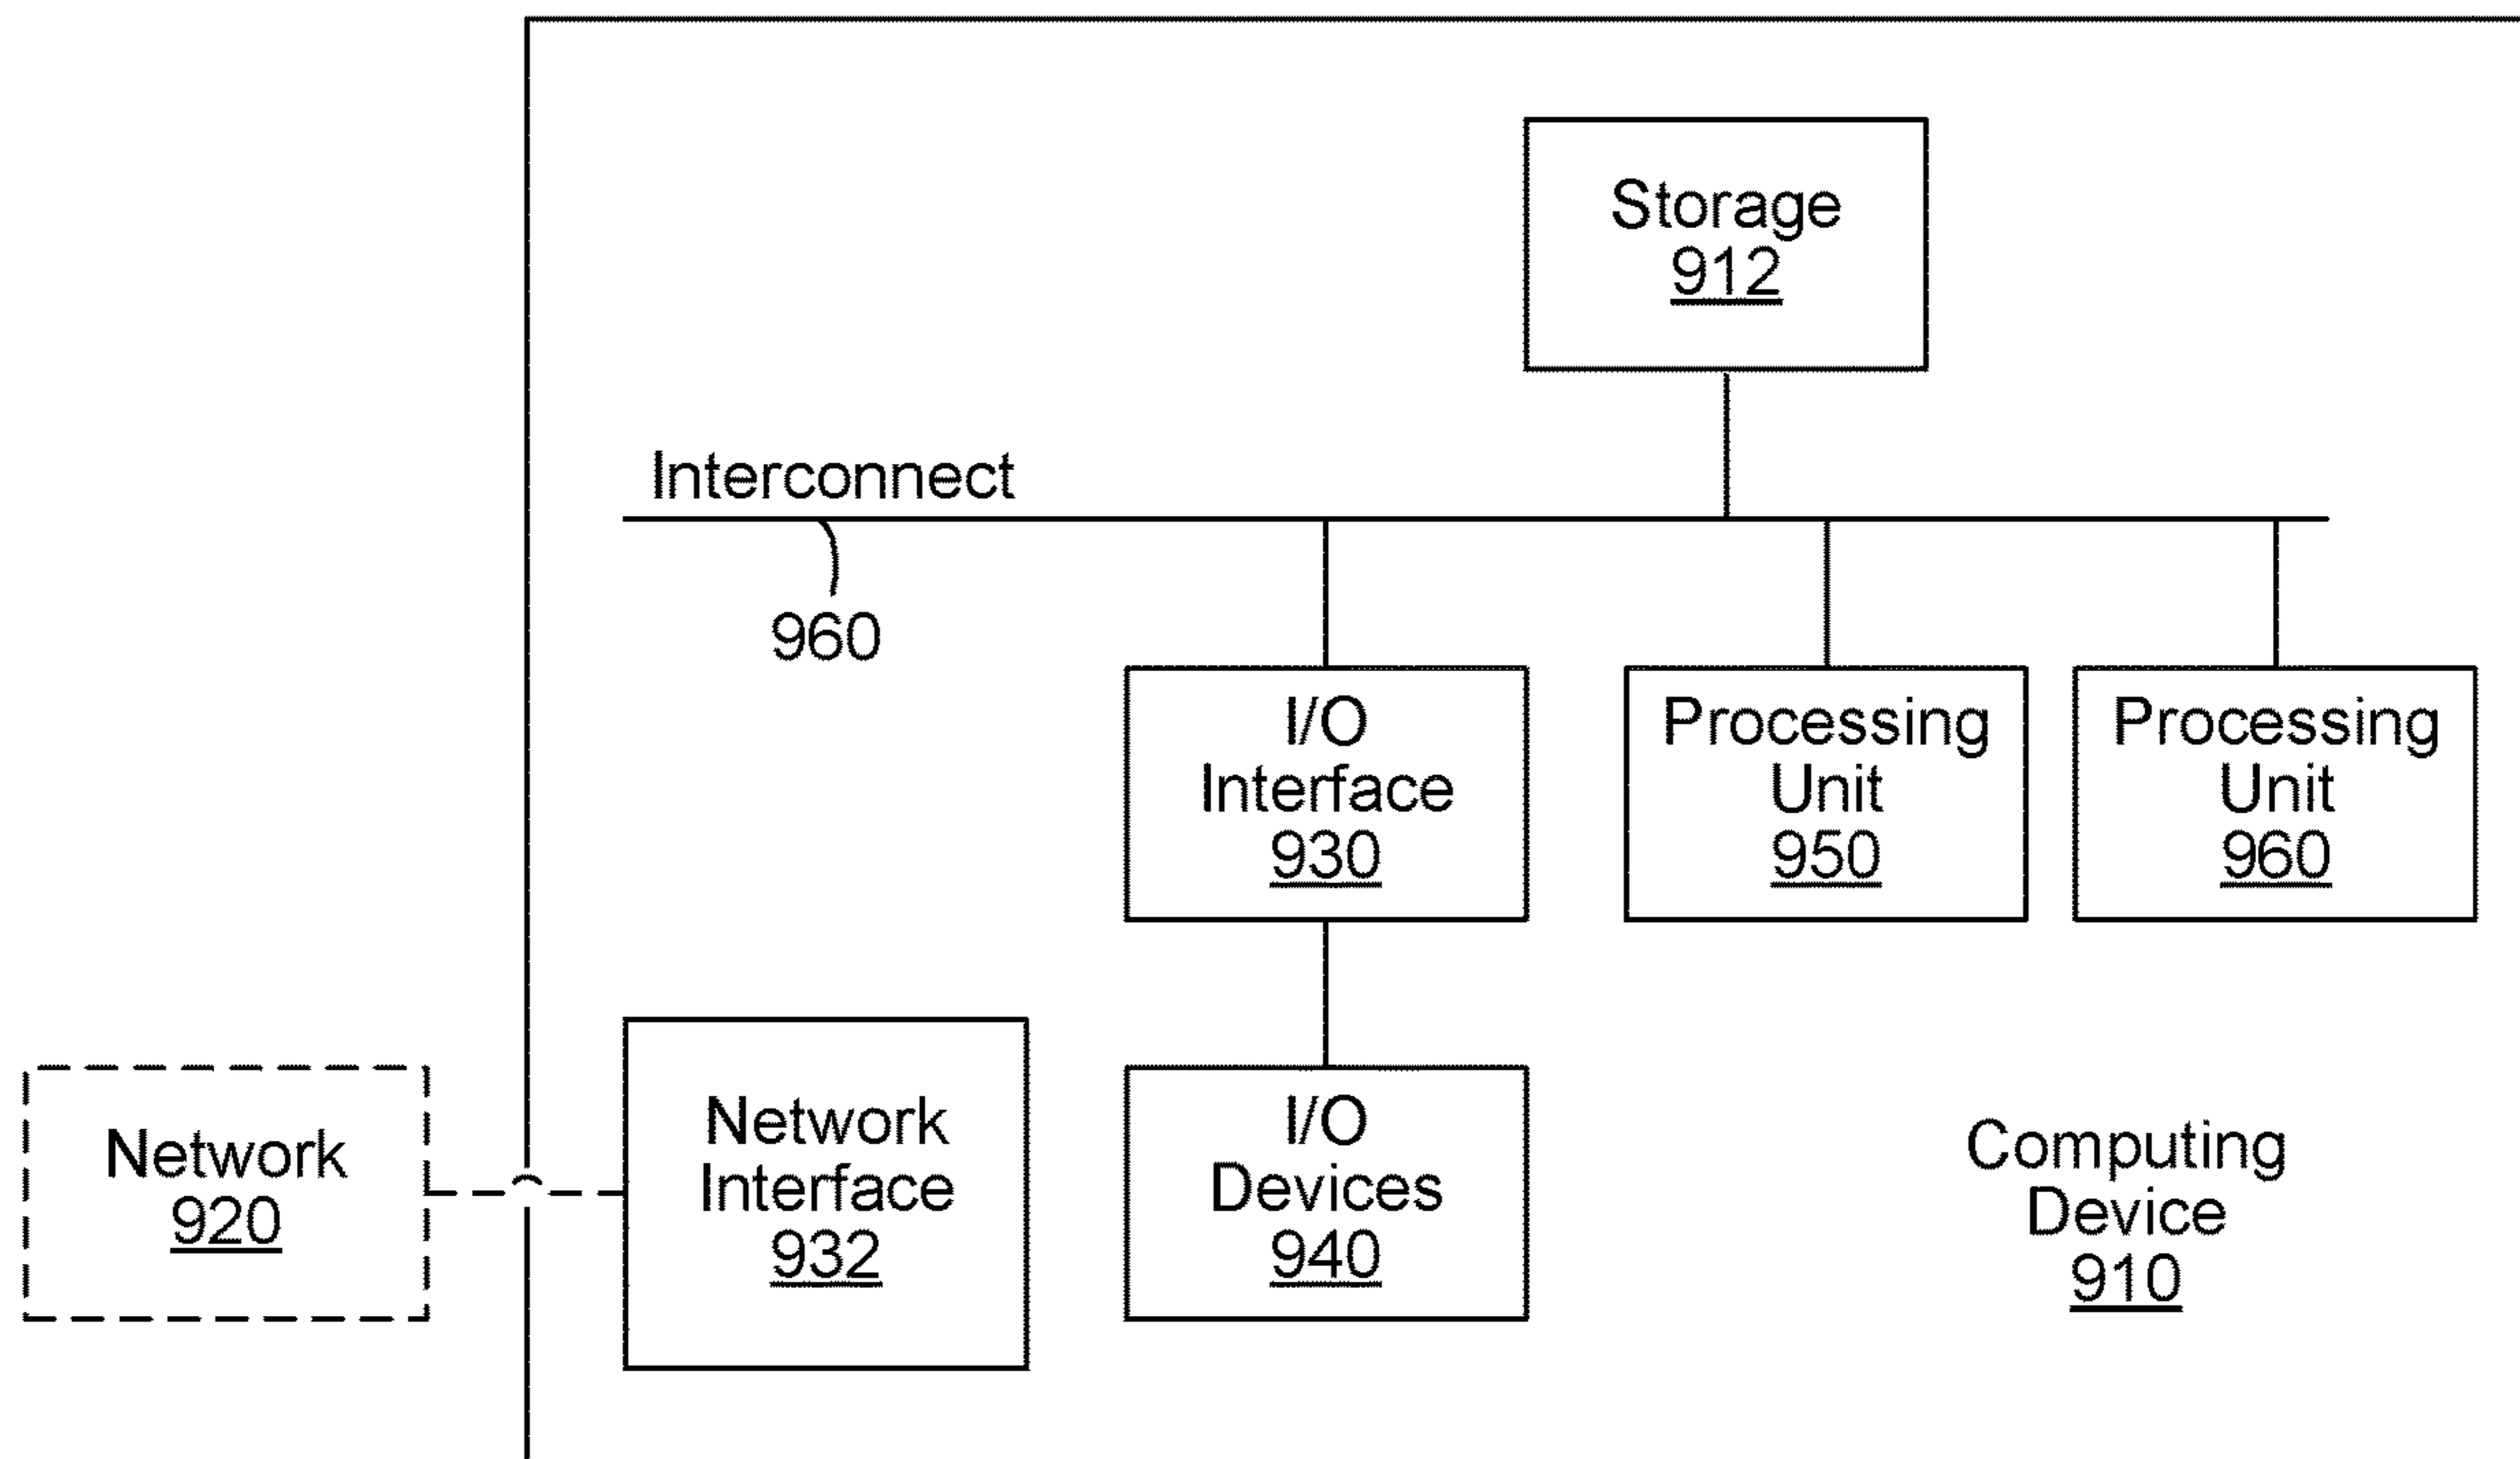 Storage
912
Interconnect
960
I/O
Interface
930
Processing
Unit
950
Processing
Unit
960
Network
920
Network
Interface
932
I/O
Devices
940
Computing
Device
910